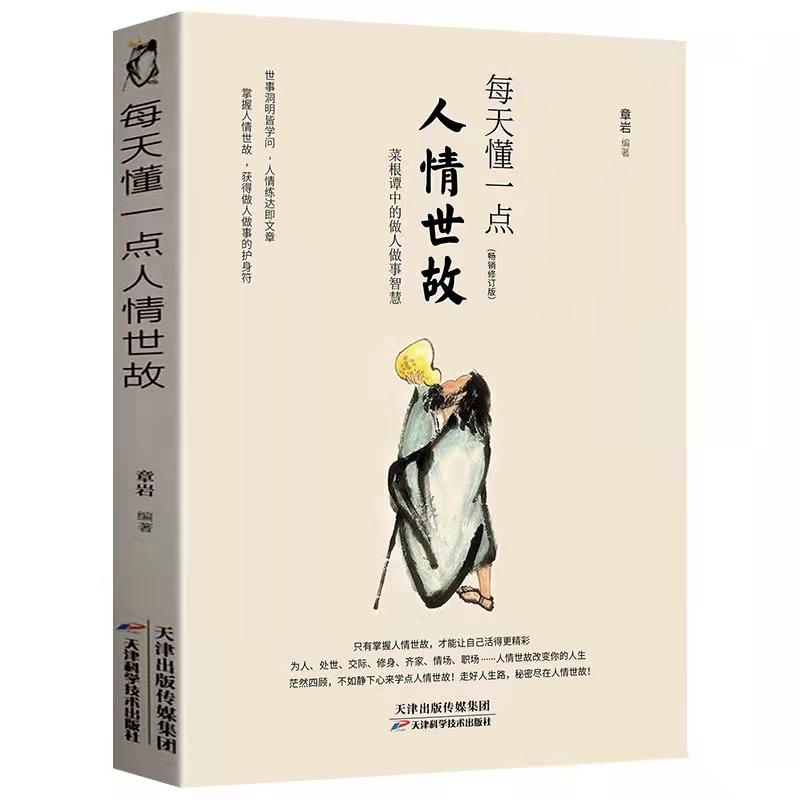 每天懂一点人情世故
章岩 编著
天津出版传媒集团
天津科学技术出版社
章岩 编著
每天懂一点
(畅销修订版)
人情世故
菜根谭中的做人做事智慧
世事洞明皆学问，人情练达即文章
掌握人情世故，获得做人做事的护身符
只有掌握人情世故，才能让自己活得更精彩
为人、处世、交际、修身、齐家、情场、职场……人情世故改变你的人生
茫然四顾，不如静下心来学点人情世故！走好人生路，秘密尽在人情世故！
天津出版传媒集团
天津科学技术出版社